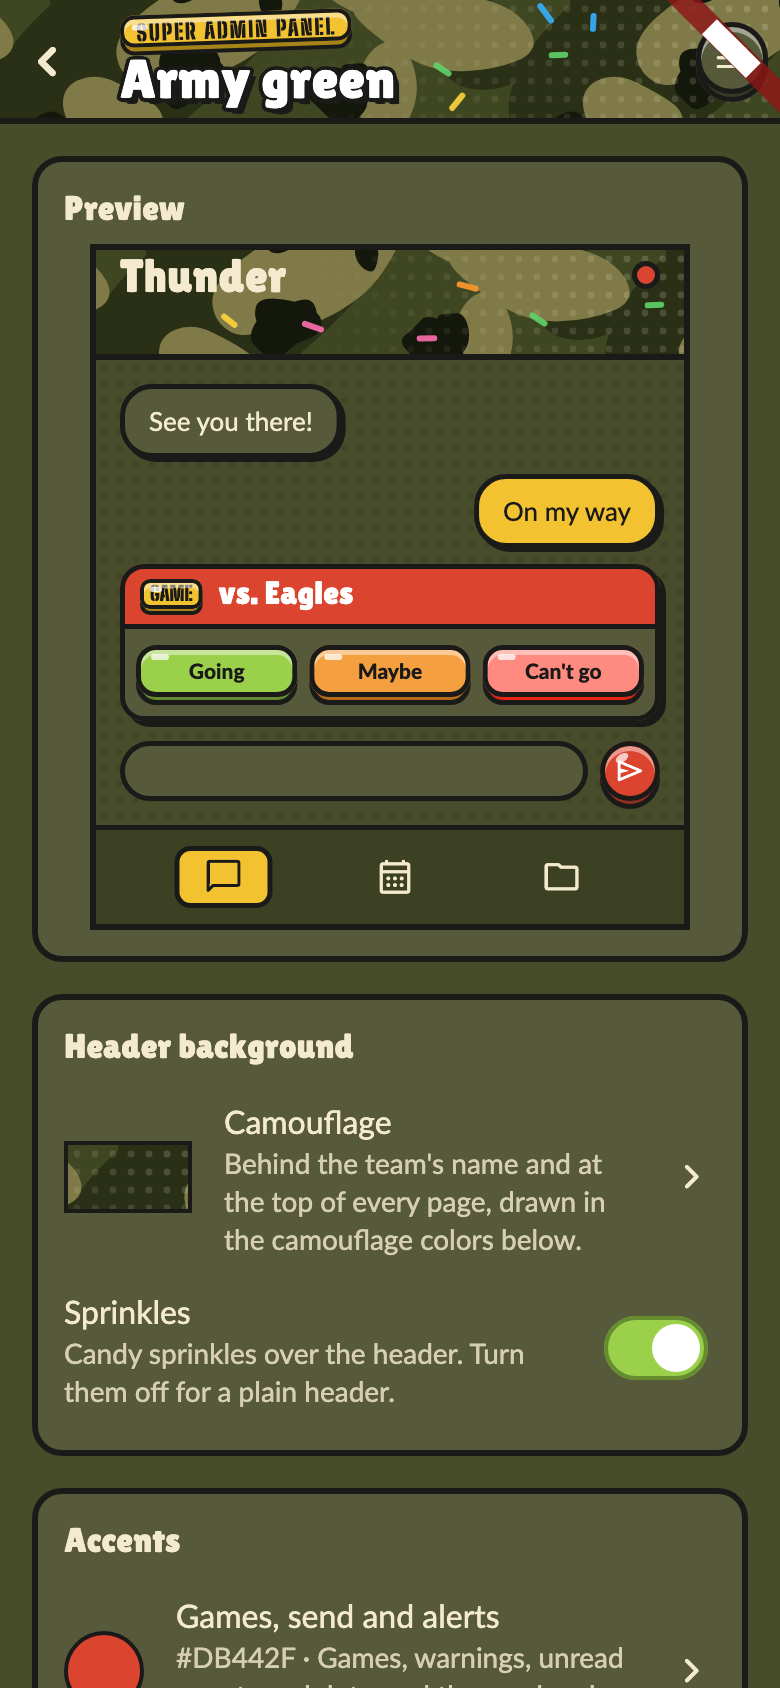 SUPER ADMIN PANEL
Army green
Preview
Thunder
See you there!
On my way
GAME
vs. Eagles
Going
Maybe
Can't go
Header background
Camouflage
Behind the team's name and at
the top of every page, drawn in
the camouflage colors below.
Sprinkles
Candy sprinkles over the header. Turn
them off for a plain header.
Accents
Games, send and alerts
#DB442F · Games, warnings, unread